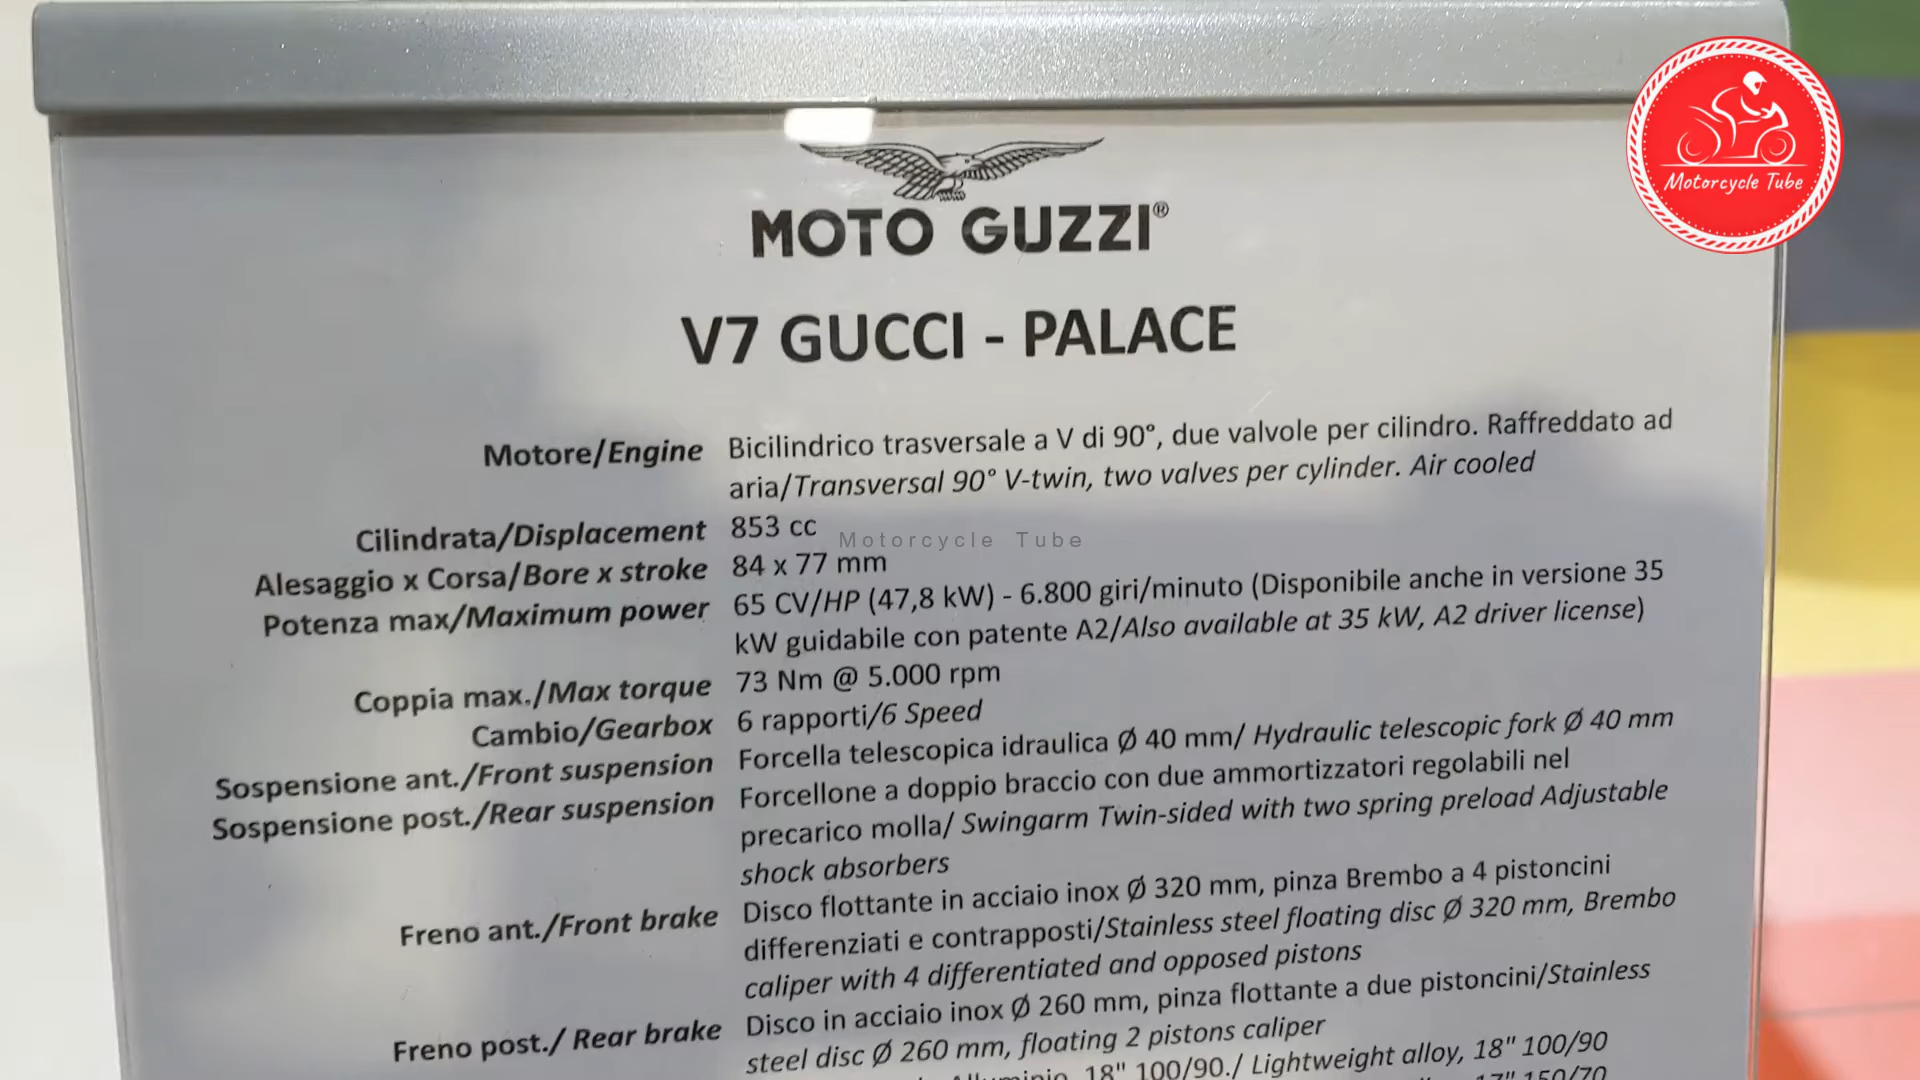 Motorcycle Tube
MOTO GUZZI®
V7 GUCCI - PALACE
Motore/Engine Bicilindrico trasversale a V di 90°, due valvole per cilindro. Raffreddato ad
aria/Transversal 90° V-twin, two valves per cylinder. Air cooled
Cilindrata/Displacement 853 cc
Motorcycle Tube
Alesaggio x Corsa/Bore x stroke 84 x 77 mm
Potenza max/Maximum power 65 CV/HP (47,8 kW) - 6.800 giri/minuto (Disponibile anche in versione 35
kW guidabile con patente A2/Also available at 35 kW, A2 driver license)
Coppia max./Max torque 73 Nm @ 5.000 rpm
Cambio/Gearbox 6 rapporti/6 Speed
Sospensione ant./Front suspension Forcella telescopica idraulica Ø 40 mm/ Hydraulic telescopic fork Ø 40 mm
Sospensione post./Rear suspension Forcellone a doppio braccio con due ammortizzatori regolabili nel
precarico molla/ Swingarm Twin-sided with two spring preload Adjustable
shock absorbers
Freno ant./Front brake Disco flottante in acciaio inox Ø 320 mm, pinza Brembo a 4 pistoncini
differenziati e contrapposti/Stainless steel floating disc Ø 320 mm, Brembo
caliper with 4 differentiated and opposed pistons
Freno post./ Rear brake Disco in acciaio inox Ø 260 mm, pinza flottante a due pistoncini/Stainless
steel disc Ø 260 mm, floating 2 pistons caliper
18" 100/90./ Lightweight alloy, 18" 100/90
17" 150/70